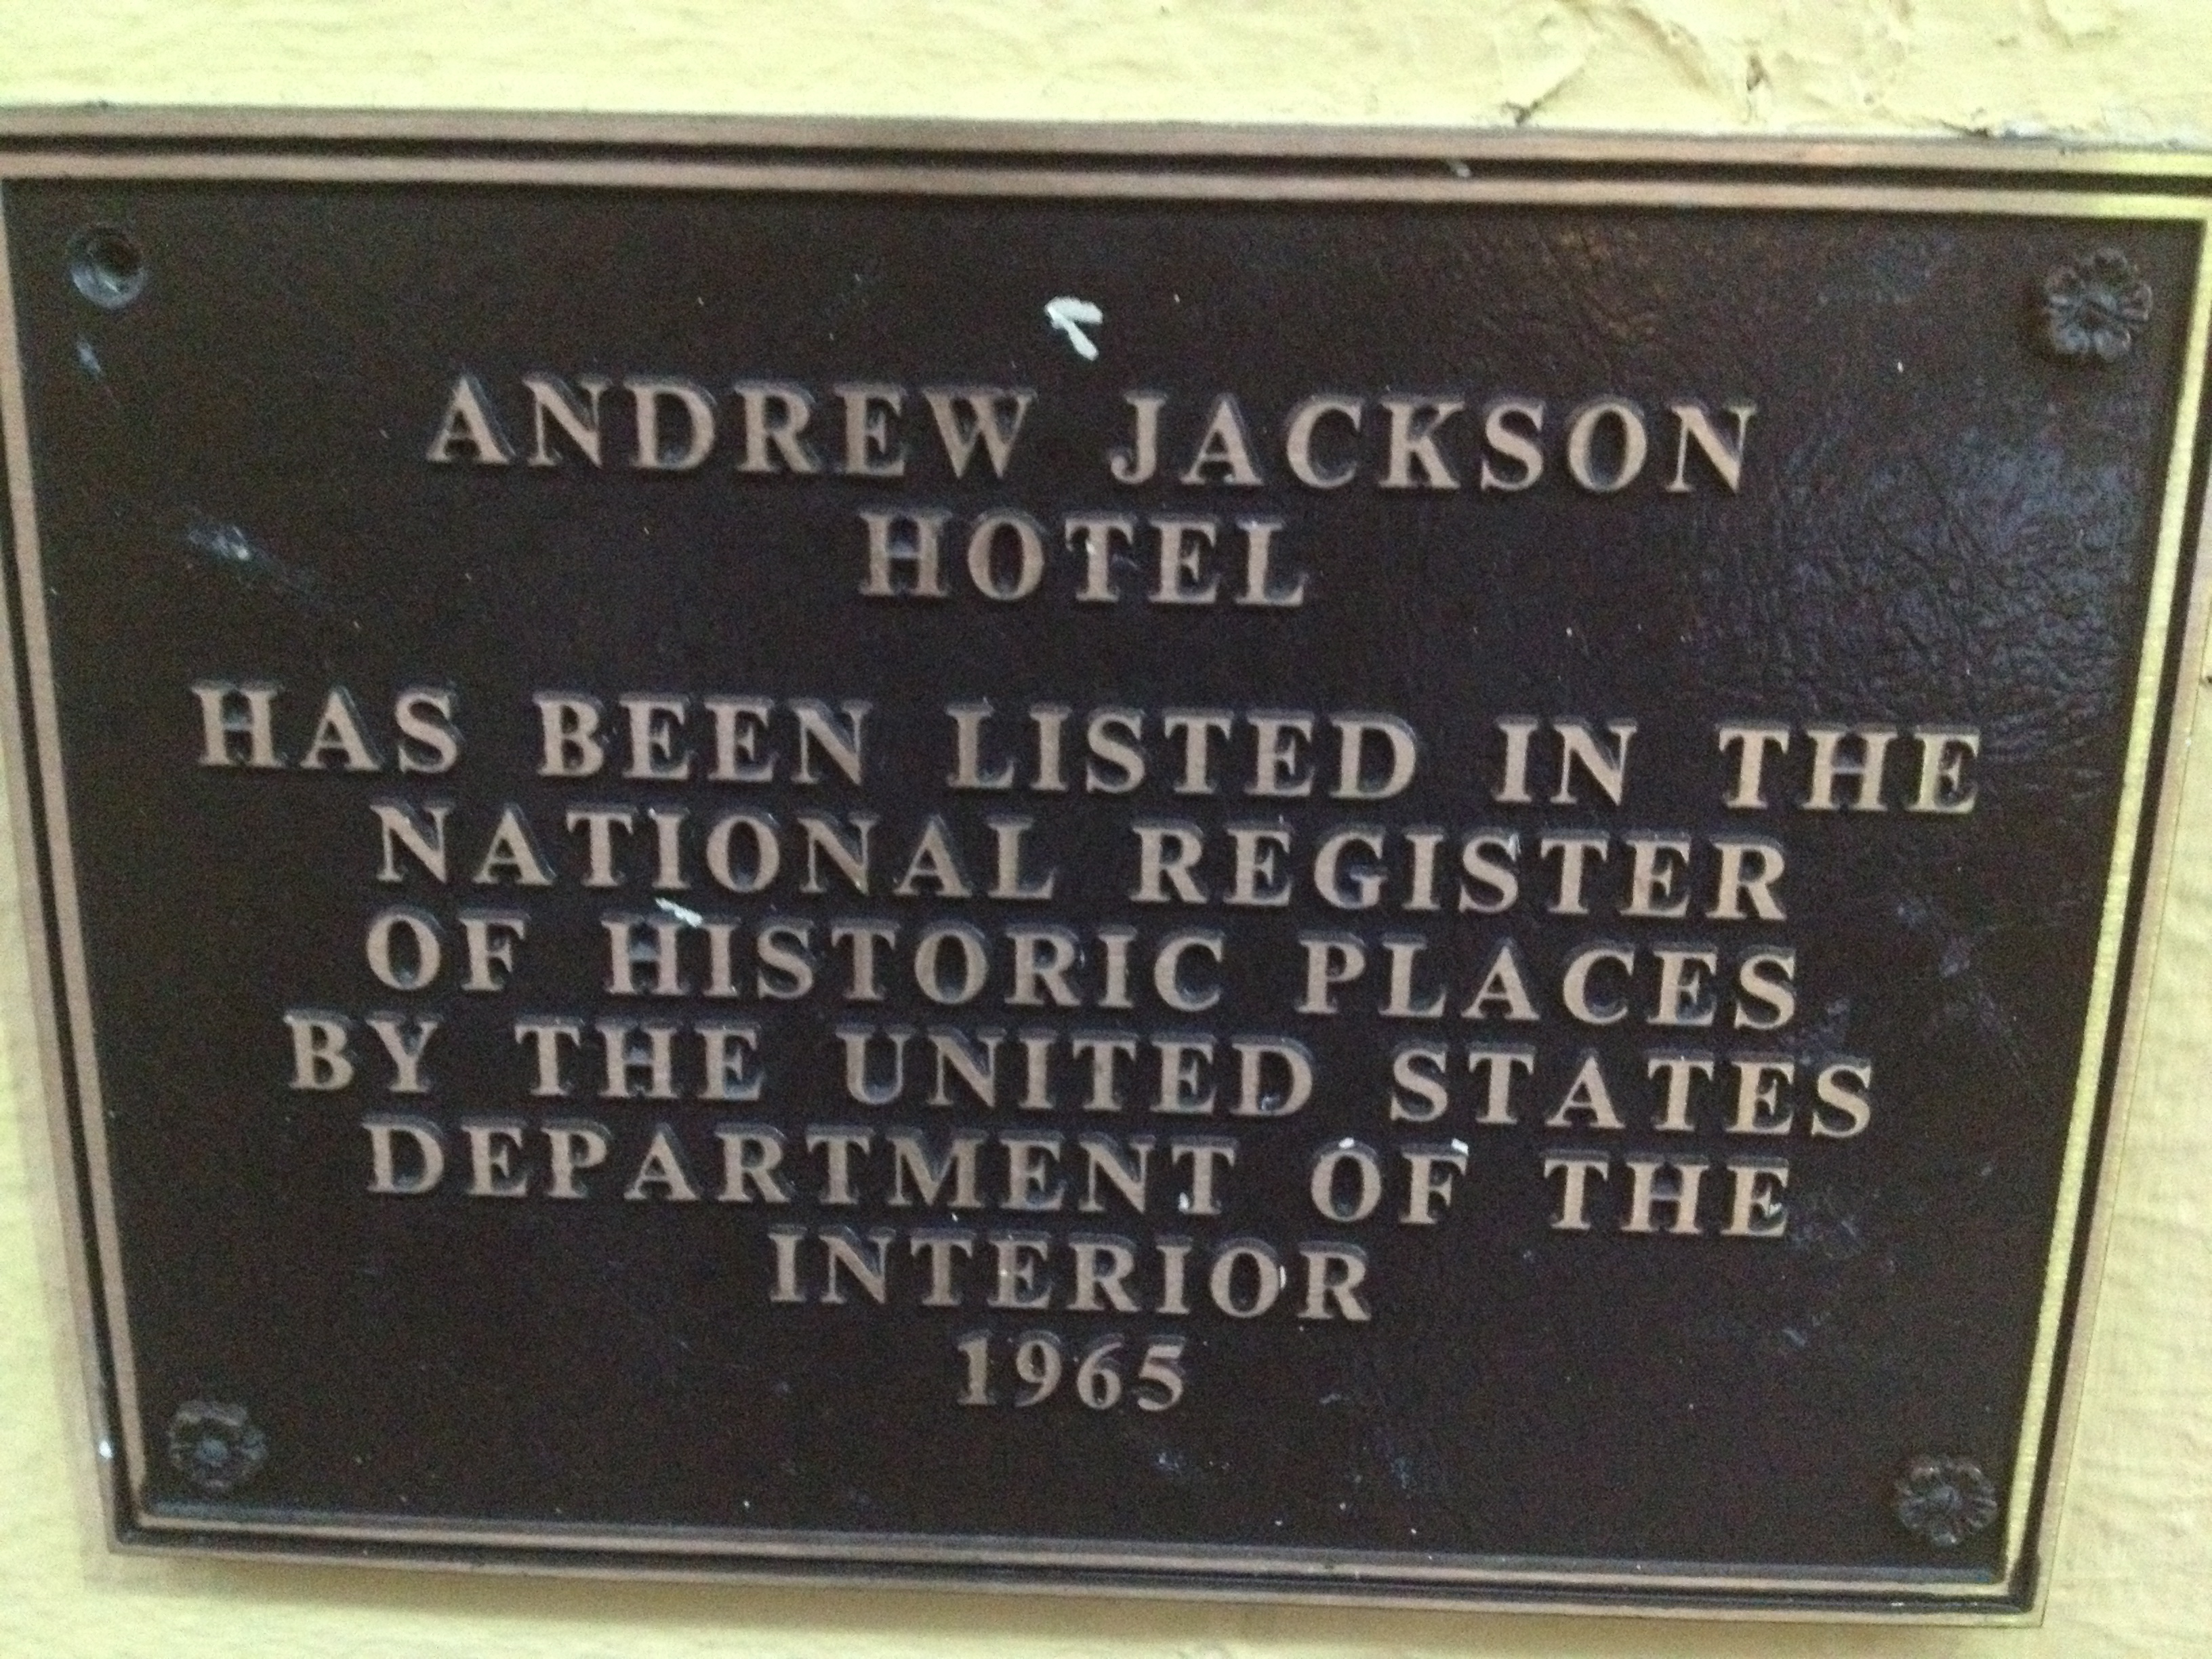 ANDREW JACKSON
HOTEL
HAS BEEN LISTED IN THE
NATIONAL REGISTER
OF HISTORIC PLACES
BY THE UNITED STATES
DEPARTMENT OF THE
INTERIOR
1965